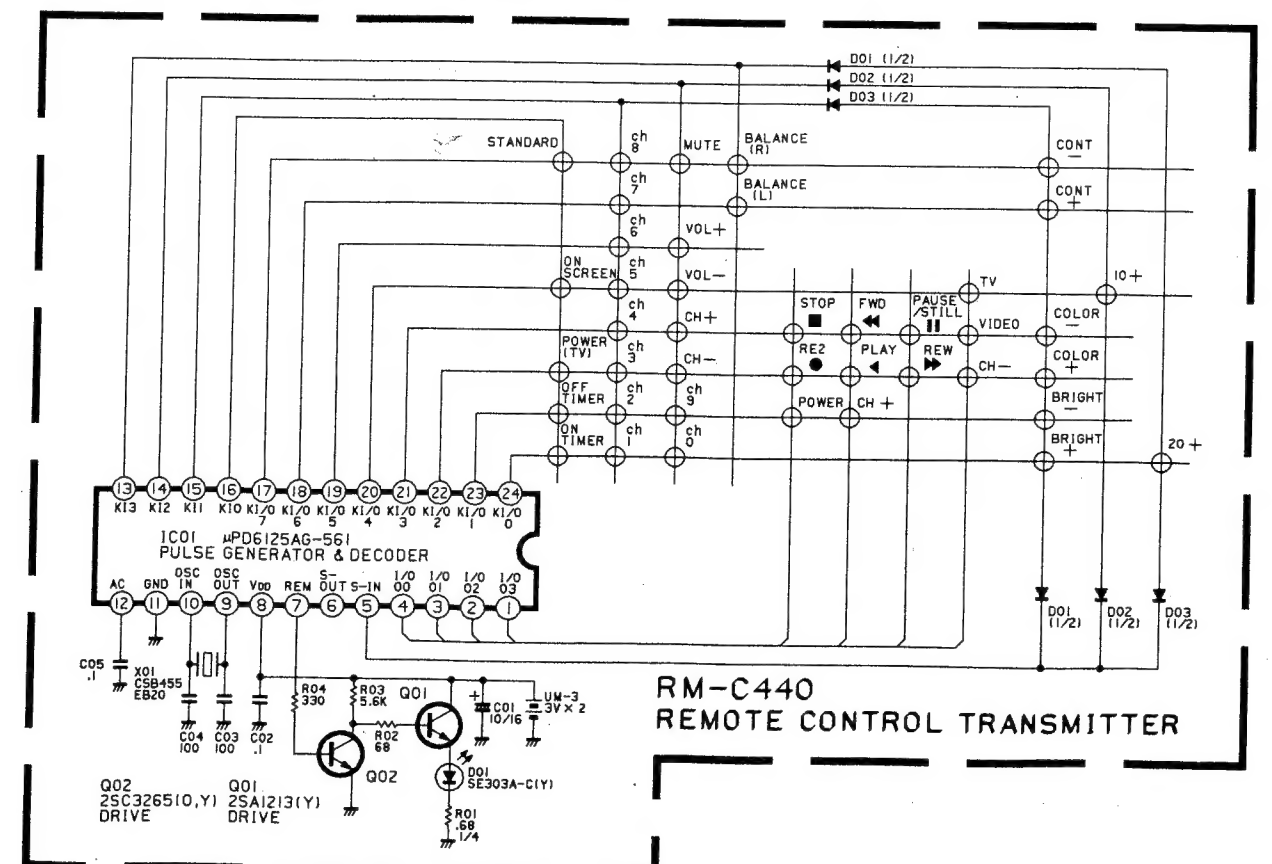 D01 (1/2)
D02 (1/2)
D03 (1/2)
STANDARD
ch
8
MUTE
BALANCE
(R)
CONT
−
ch
7
BALANCE
(L)
CONT
+
ch
6
VOL+
ON
SCREEN
ch
5
VOL−
TV
10+
ch
4
CH+
STOP
FWD
PAUSE
/STILL
VIDEO
COLOR
−
POWER
(TV)
ch
3
CH−
RE2
PLAY
REW
CH−
COLOR
+
OFF
TIMER
ch
2
ch
9
POWER
CH +
BRIGHT
−
ON
TIMER
ch
1
ch
0
BRIGHT
+
20+
13 14 15 16 17 18 19 20 21 22 23 24
KI3 KI2 KI1 KI0 KI/O 7 KI/O 6 KI/O 5 KI/O 4 KI/O 3 KI/O 2 KI/O 1 KI/O 0
IC01 µPD6125AG-561
PULSE GENERATOR & DECODER
AC GND OSC IN OSC OUT VDD REM S-OUT S-IN I/O 00 I/O 01 I/O 02 I/O 03
12 11 10 9 8 7 6 5 4 3 2 1
D01
(1/2)
D02
(1/2)
D03
(1/2)
C05
.1
X01
CSB455
EB20
C04
100
C03
100
C02
.1
R04
330
R03
5.6K
R02
68
Q01
Q02
+
C01
10/16
UM-3
3V×2
D01
SE303A-C(Y)
R01
.68
1/4
Q02
2SC3265(O,Y)
DRIVE
Q01
2SA1213(Y)
DRIVE
RM-C440
REMOTE CONTROL TRANSMITTER